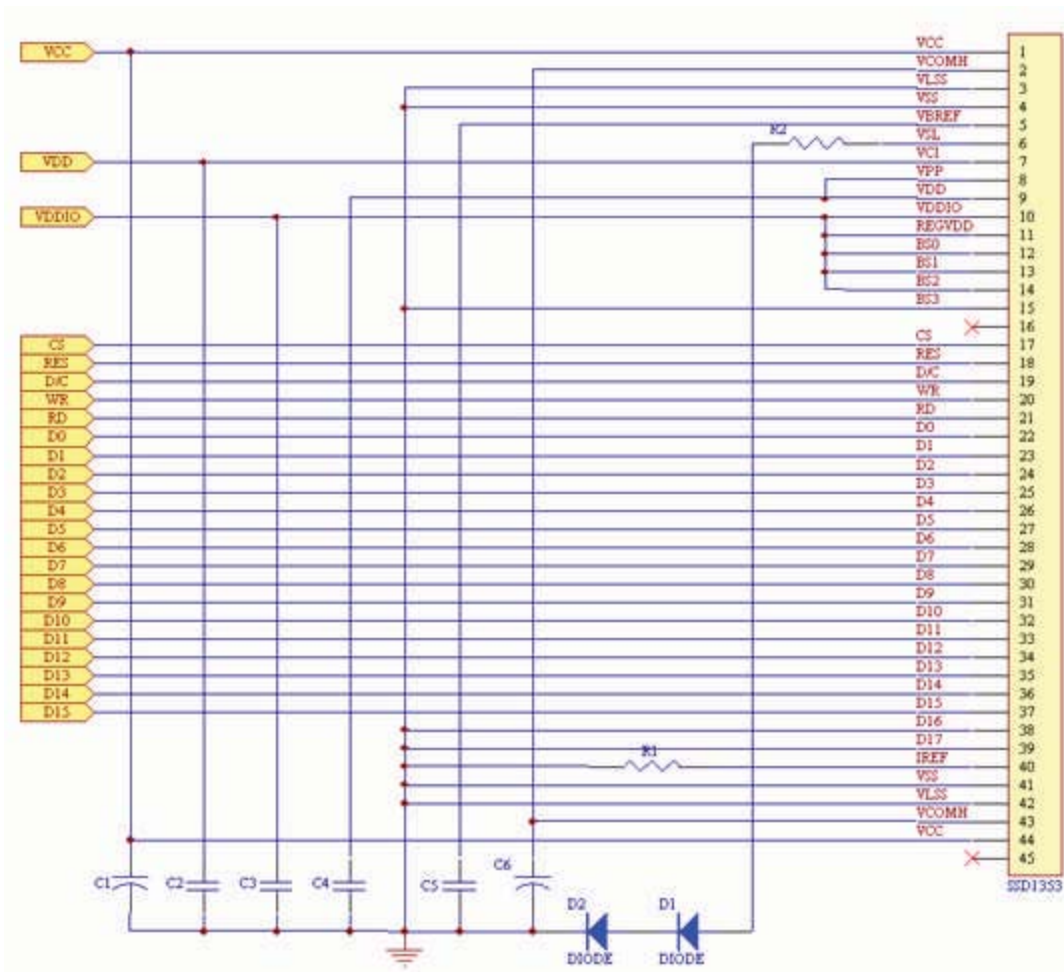 VCC VCC 1
VCOMH 2
VLSS 3
VSS 4
VBREF 5
R2 VSL 6
VDD VCI 7
VPP 8
VDD 9
VDDIO VDDIO 10
REGVDD 11
BS0 12
BS1 13
BS2 14
BS3 15
16
CS CS 17
RES RES 18
D/C D/C 19
WR WR 20
RD RD 21
D0 D0 22
D1 D1 23
D2 D2 24
D3 D3 25
D4 D4 26
D5 D5 27
D6 D6 28
D7 D7 29
D8 D8 30
D9 D9 31
D10 D10 32
D11 D11 33
D12 D12 34
D13 D13 35
D14 D14 36
D15 D15 37
D16 38
D17 39
R1 IREF 40
VSS 41
VLSS 42
VCOMH 43
VCC 44
45
C1 C2 C3 C4 C5 C6 SSD1353
D2 D1
DIODE DIODE